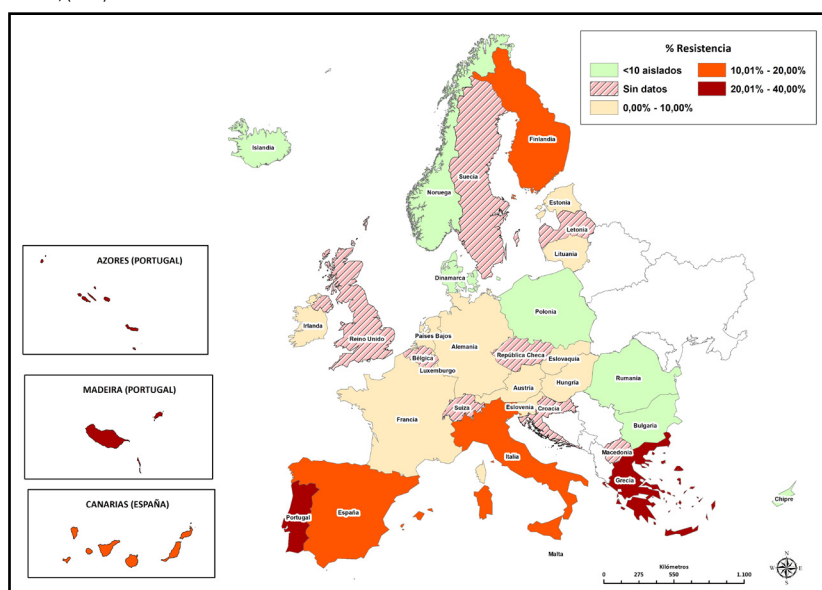 % Resistencia
<10 aislados
10,01% - 20,00%
Sin datos
20,01% - 40,00%
0,00% - 10,00%
Islandia
Finlandia
Suecia
Noruega
Estonia
Letonia
Lituania
AZORES (PORTUGAL)
Dinamarca
Polonia
Irlanda
Reino Unido
Países Bajos
Alemania
Bélgica
República Checa
Luxemburgo
Eslovaquia
MADEIRA (PORTUGAL)
Austria
Hungría
Rumania
Suiza
Eslovenia
Croacia
Francia
Bulgaria
Italia
Macedonia
Grecia
CANARIAS (ESPAÑA)
Portugal
España
Chipre
Malta
Kilómetros
0 275 550 1.100
N
W E
S